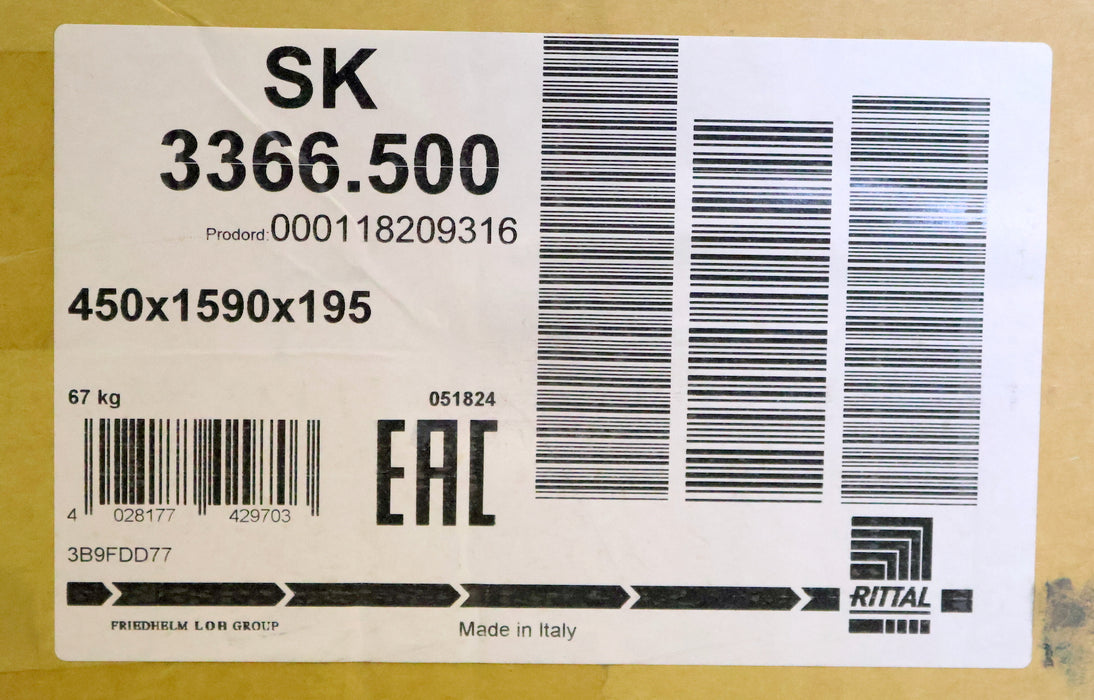 SK
3366.500
Prodord:000118209316
450x1590x195
67 kg
051824
EAC
4 028177 429703
3B9FDD77
RITTAL
FRIEDHELM LOH GROUP
Made in Italy